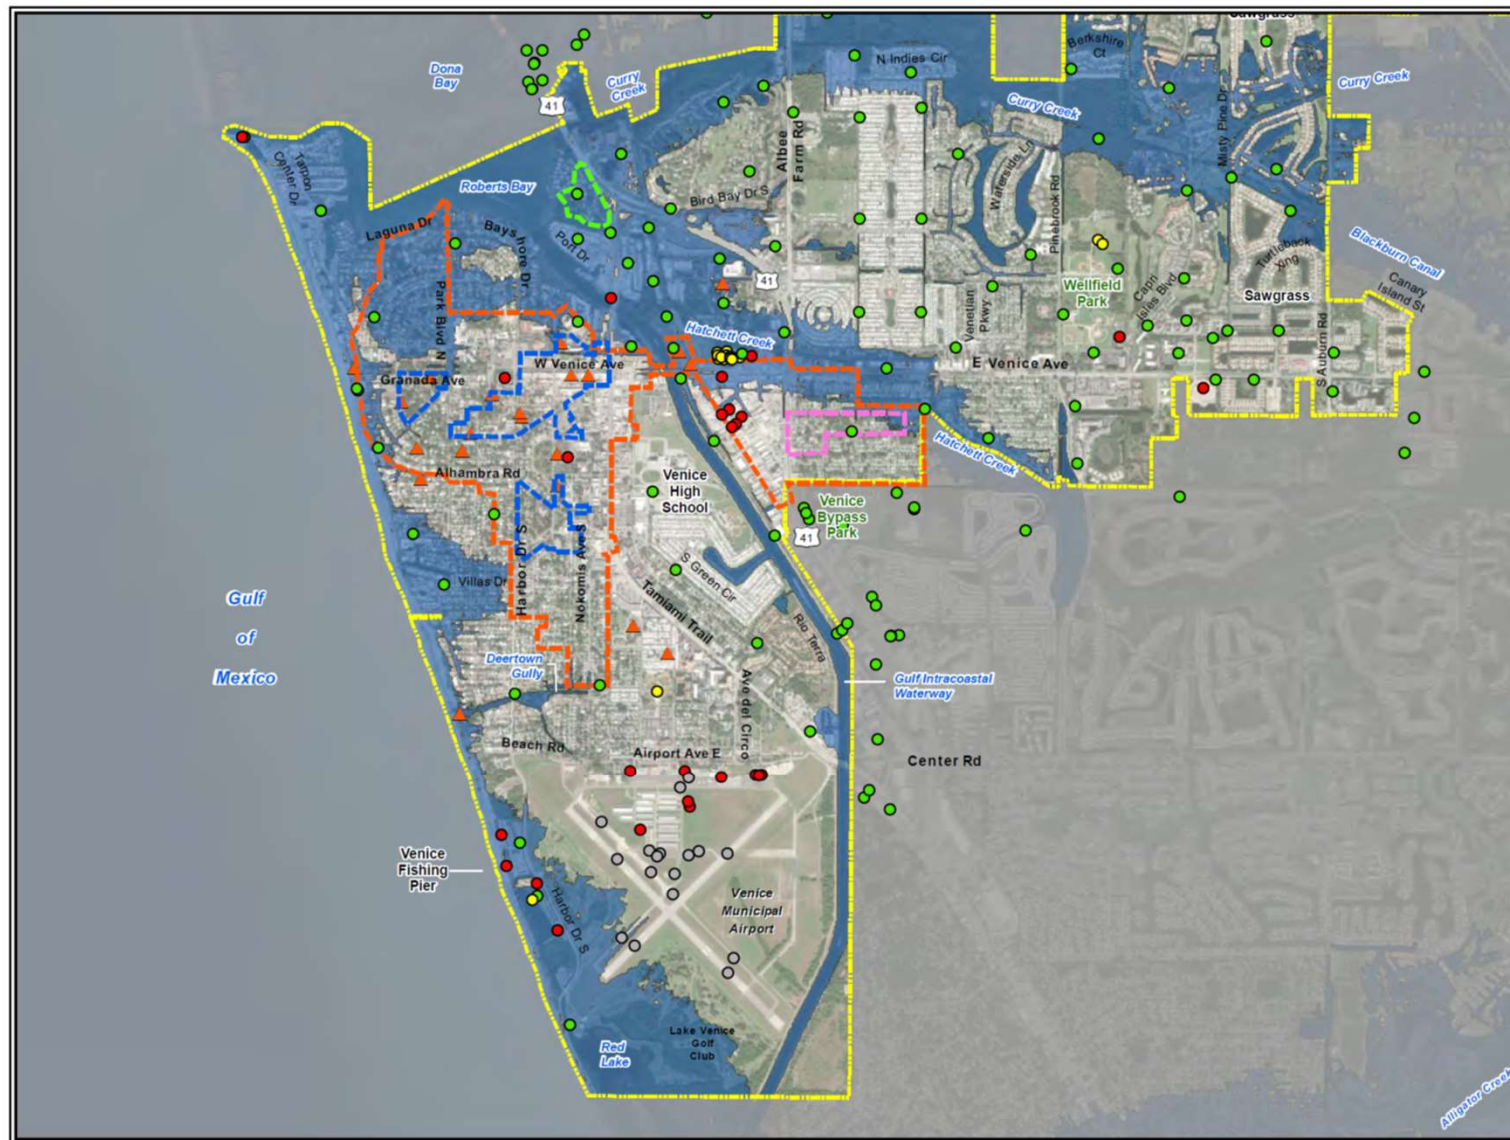 Sawgrass
Berkshire
Ct
N Indies Cir
Dona
Bay
Curry
Creek
41
Curry Creek
Curry Creek
Misty Pine Dr
Albee
Farm Rd
Tarpon
Center Dr
Roberts Bay
Bird Bay Dr S
Waterside Ln
Pinebrook Rd
Laguna Dr
Bayshore Dr
Port Dr
41
Blackburn Canal
Turtleback
Xing
Canary
Island St
Wellfield
Park
Capri
Isles Blvd
Sawgrass
Venetian
Pkwy
Park Blvd N
Hatchett Creek
S Auburn Rd
W Venice Ave
E Venice Ave
Granada Ave
Hatchett Creek
Alhambra Rd
Venice
High
School
Venice
Bypass
Park
41
Harbor Dr S
Nokomis Ave S
S Green Cir
Villas Dr
Tamiami Trail
Rio Terra
Gulf
of
Mexico
Deertown
Gully
Gulf Intracoastal
Waterway
Ave del Circo
Beach Rd
Airport Ave E
Center Rd
Venice
Fishing
Pier
Harbor Dr S
Venice
Municipal
Airport
Lake Venice
Golf
Club
Red
Lake
Alligator Creek